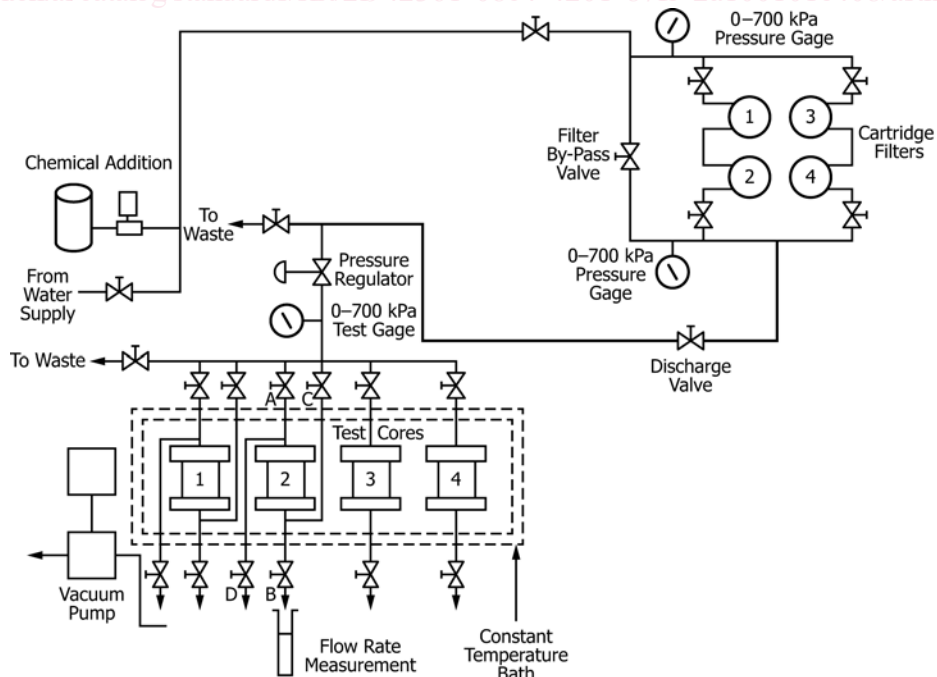 0–700 kPa
Pressure Gage
1
3
Filter
By-Pass
Valve
Cartridge
Filters
2
4
Chemical Addition
To
Waste
Pressure
Regulator
0–700 kPa
Pressure
Gage
From
Water
Supply
0–700 kPa
Test Gage
To Waste
Discharge
Valve
A
C
Test Cores
1
2
3
4
D
B
Vacuum
Pump
Flow Rate
Measurement
Constant
Temperature
Bath